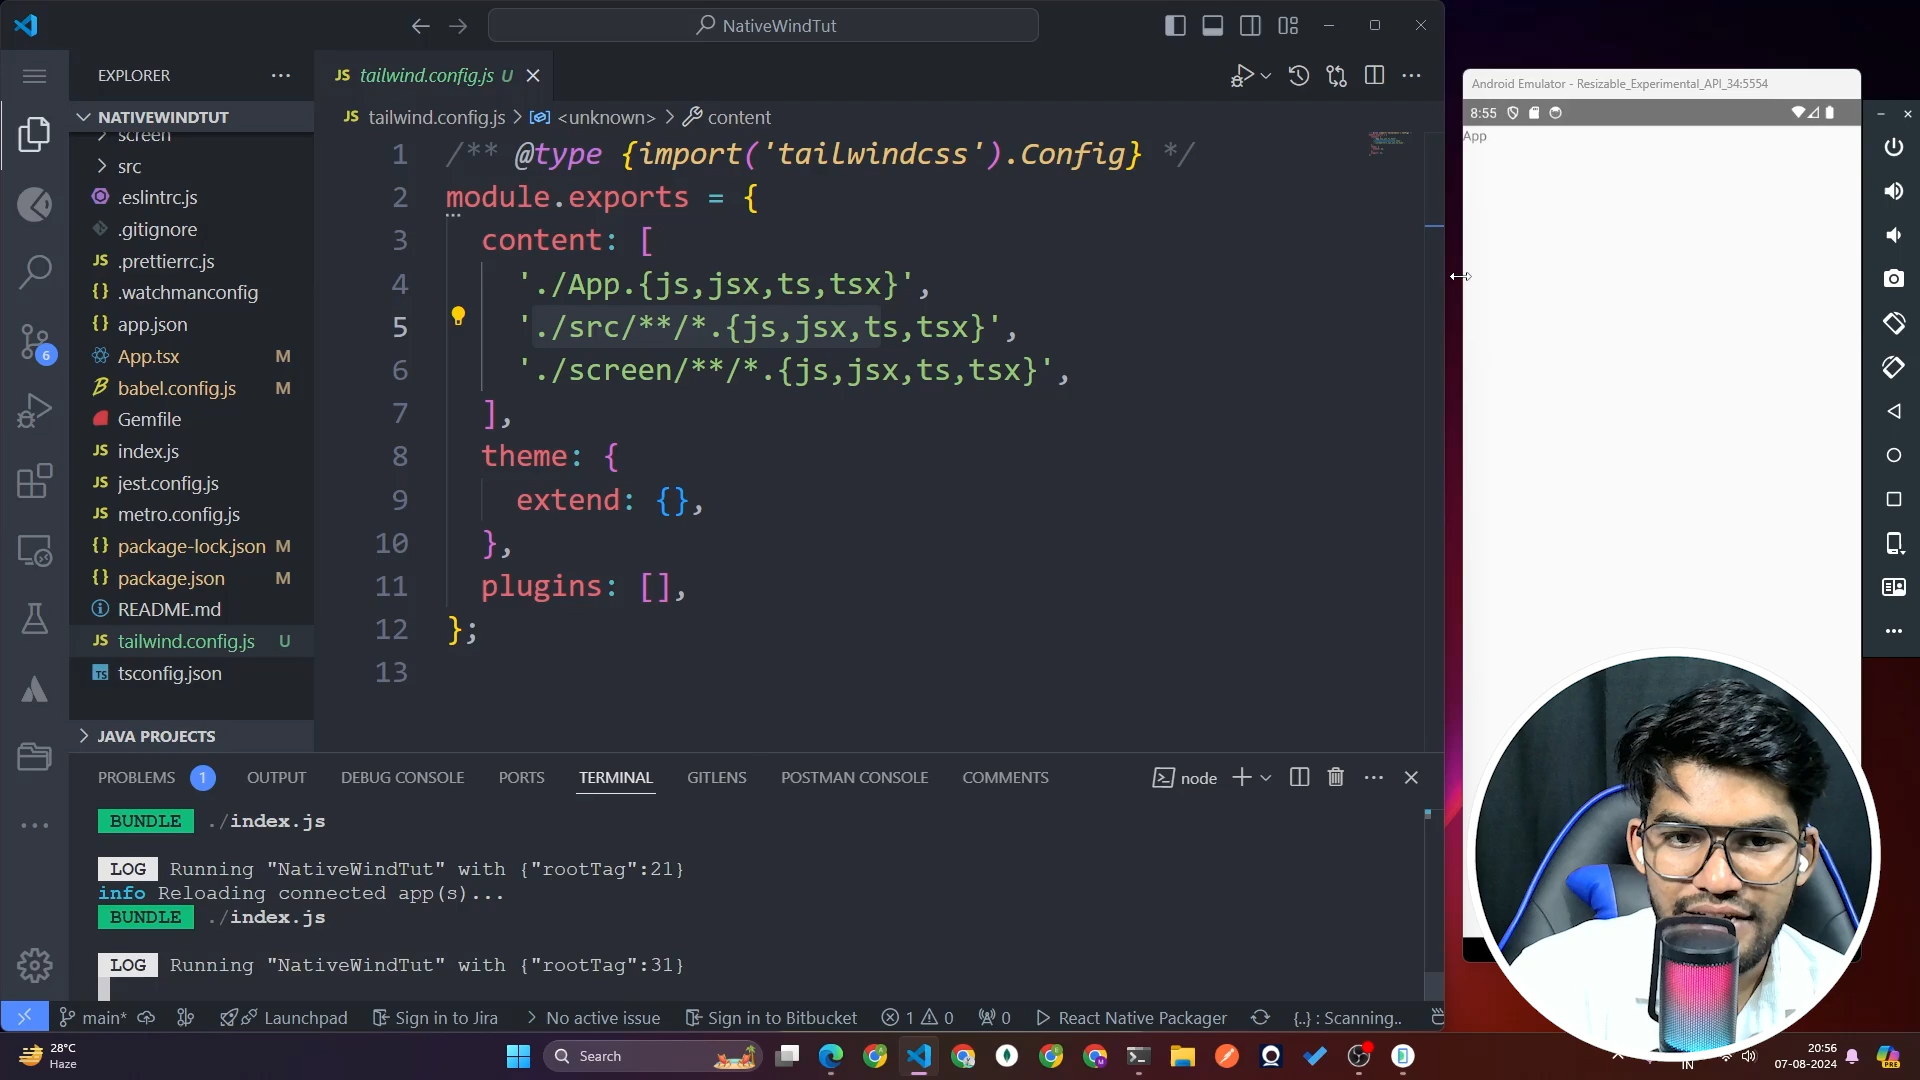 NativeWindTut
EXPLORER
NATIVEWINDTUT
screen
src
.eslintrc.js
.gitignore
.prettierrc.js
.watchmanconfig
app.json
App.tsx M
babel.config.js M
Gemfile
index.js
jest.config.js
metro.config.js
package-lock.json M
package.json M
README.md
tailwind.config.js U
tsconfig.json
JAVA PROJECTS
6
JS tailwind.config.js U
JS tailwind.config.js > <unknown> > content
1 /** @type {import('tailwindcss').Config} */
2 module.exports = {
3 content: [
4 './App.{js,jsx,ts,tsx}',
5 './src/**/*.{js,jsx,ts,tsx}',
6 './screen/**/*.{js,jsx,ts,tsx}',
7 ],
8 theme: {
9 extend: {},
10 },
11 plugins: [],
12 };
13
PROBLEMS 1 OUTPUT DEBUG CONSOLE PORTS TERMINAL GITLENS POSTMAN CONSOLE COMMENTS
node
BUNDLE ./index.js
LOG Running "NativeWindTut" with {"rootTag":21}
info Reloading connected app(s)...
BUNDLE ./index.js
LOG Running "NativeWindTut" with {"rootTag":31}
main* Launchpad Sign in to Jira No active issue Sign in to Bitbucket 1 0 0 React Native Packager {..} : Scanning..
Android Emulator - Resizable_Experimental_API_34:5554
8:55
App
28°C
Haze
Search
IN
20:56
07-08-2024
PRE